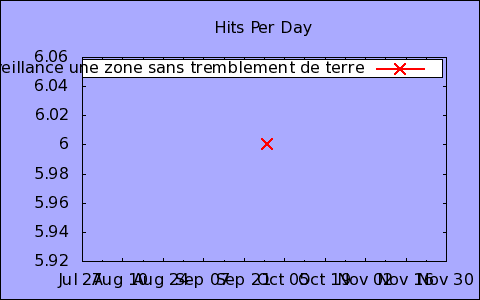 Hits Per Day
6.06
eillance une zone sans tremblement de terre
6.04
6.02
6
5.98
5.96
5.94
5.92
Jul 27 Aug 10 Aug 24 Sep 07 Sep 21 Oct 05 Oct 19 Nov 02 Nov 16 Nov 30